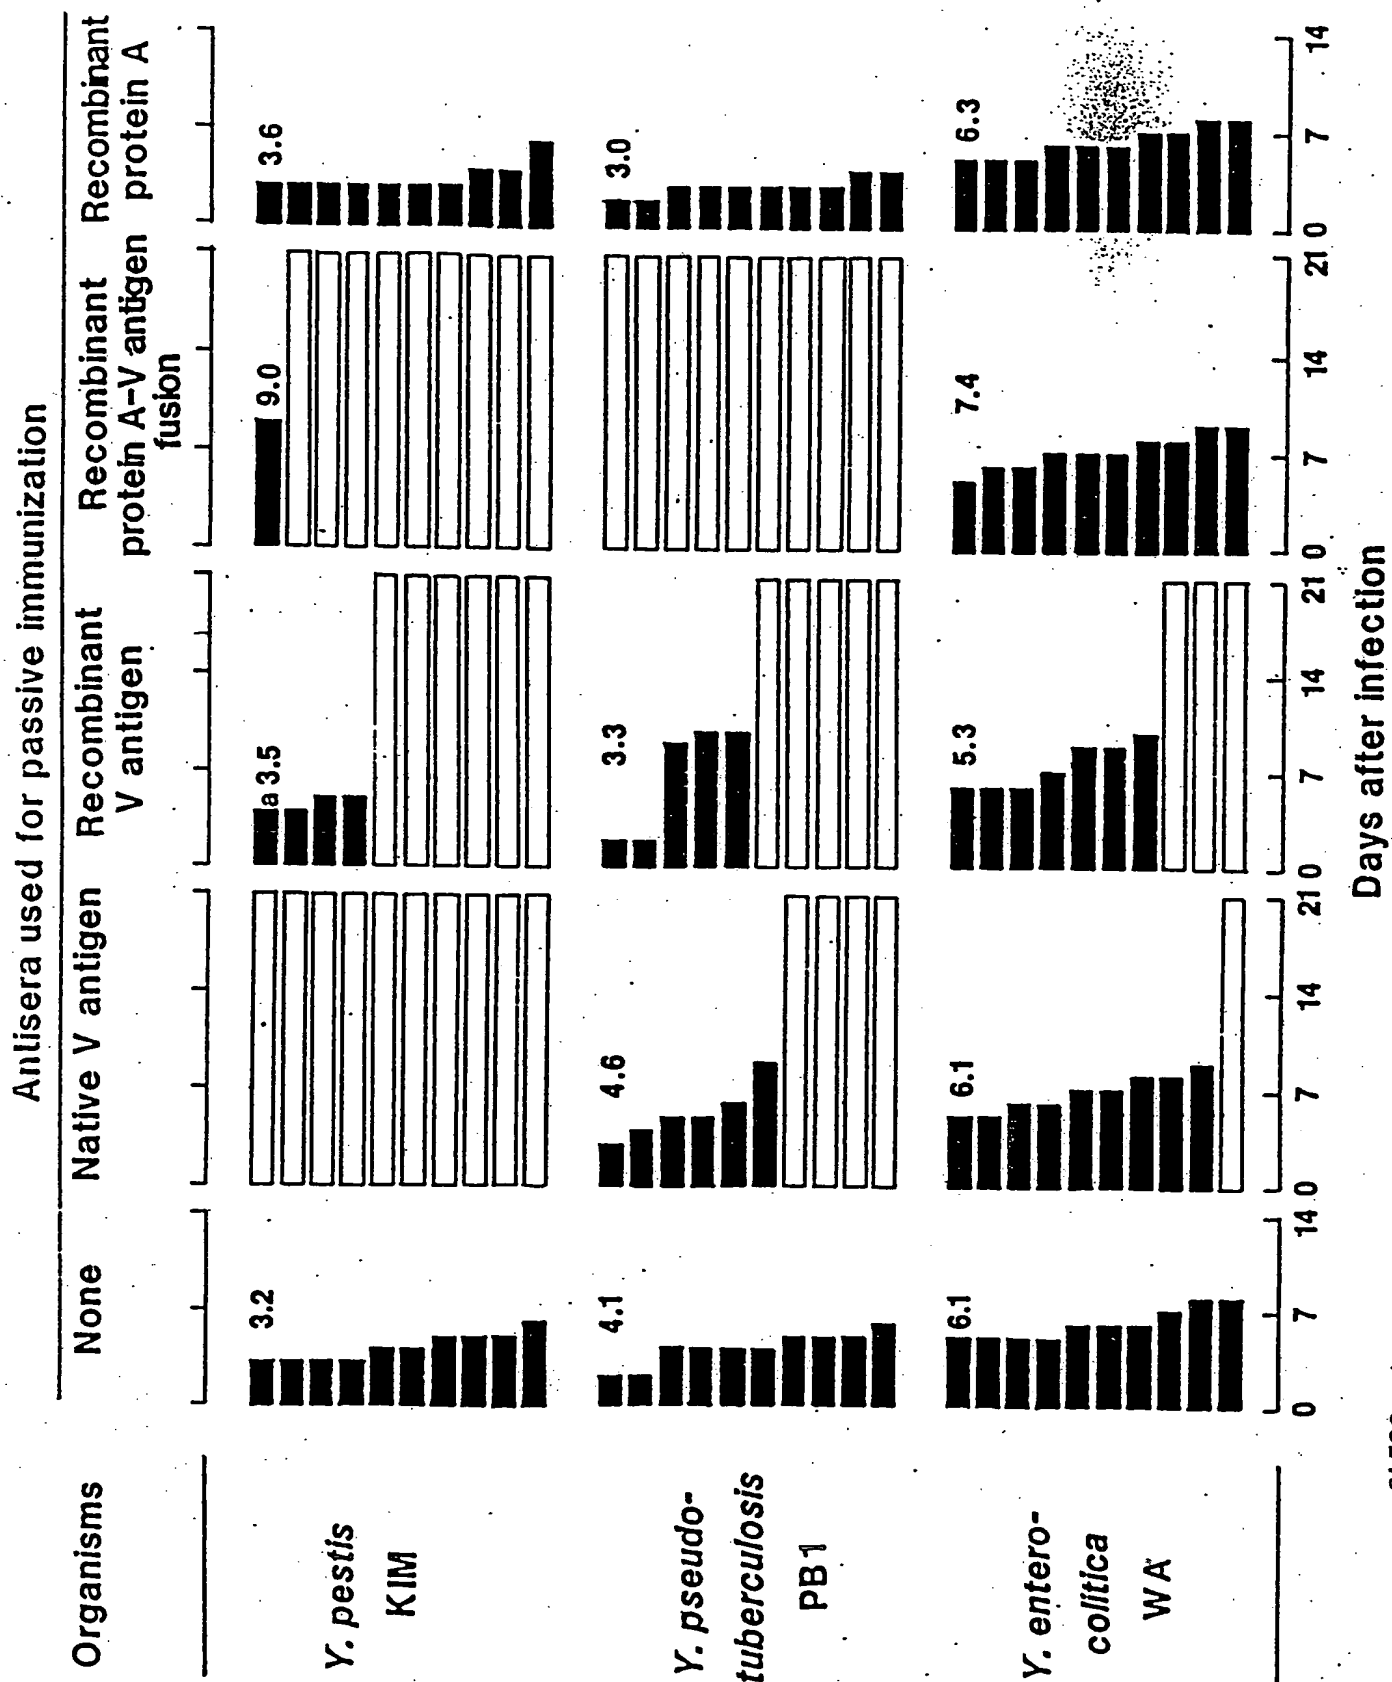 Antisera used for passive immunization
Organisms
None
Native V antigen
Recombinant
V antigen
Recombinant
protein A-V antigen
fusion
Recombinant
protein A
Y. pestis
KIM
3.2
a 3.5
9.0
3.6
Y. pseudo-
tuberculosis
PB1
4.1
4.6
3.3
3.0
Y. entero-
colitica
WA
6.1
6.1
5.3
7.4
6.3
0 7 14
0 7 14 21
0 7 14 21
0 7 14 21
0 7 14
Days after infection